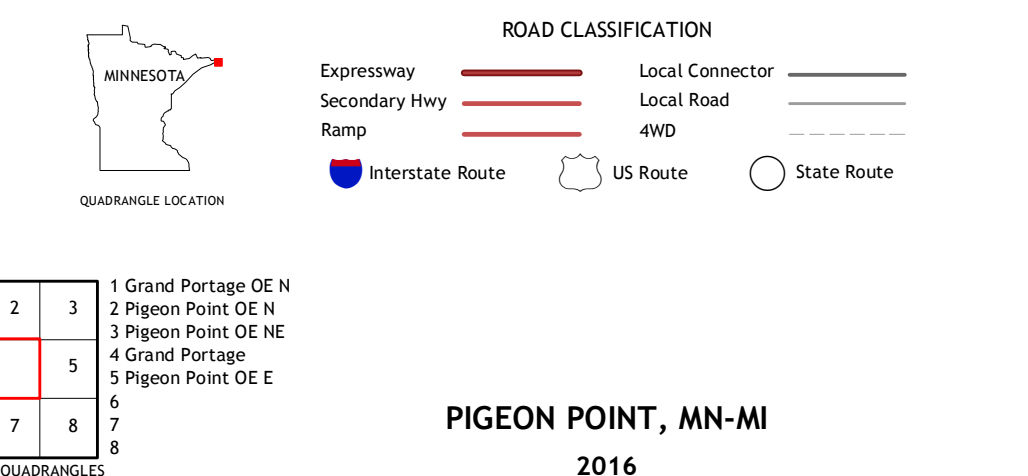 MINNESOTA
QUADRANGLE LOCATION
ROAD CLASSIFICATION
Expressway
Secondary Hwy
Ramp
Local Connector
Local Road
4WD
Interstate Route
US Route
State Route
2 3
5
7 8
1 Grand Portage OE N
2 Pigeon Point OE N
3 Pigeon Point OE NE
4 Grand Portage
5 Pigeon Point OE E
6
7
8
QUADRANGLES
PIGEON POINT, MN-MI
2016